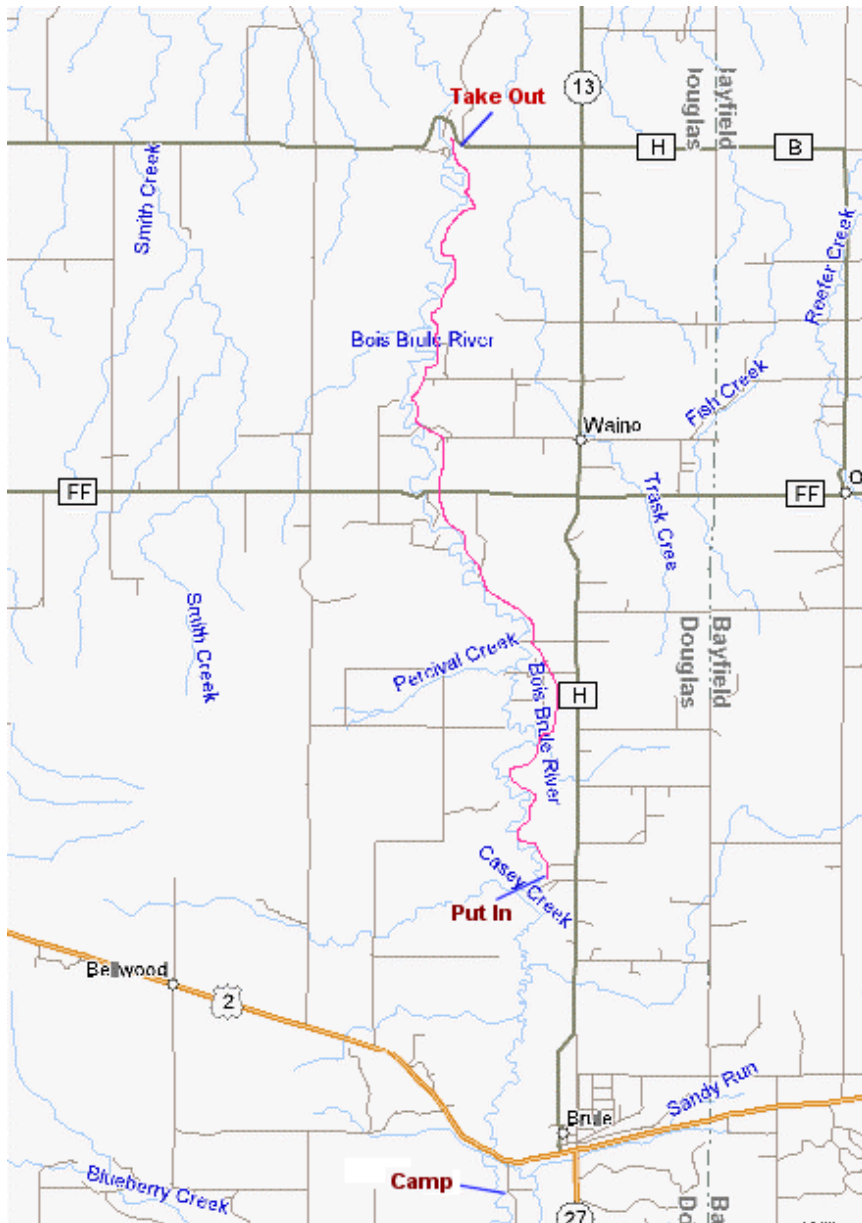 13
Take Out
Douglas
H
B
Smith Creek
Reefer Creek
Bois Brule River
Fish Creek
Waino
FF
FF
O
Trask Cree
Smith Creek
Percival Creek
Bois Brule River
Douglas
Bayfield
H
Casey Creek
Put In
Bellwood
2
Sandy Run
Brule
Camp
Blueberry Creek
27